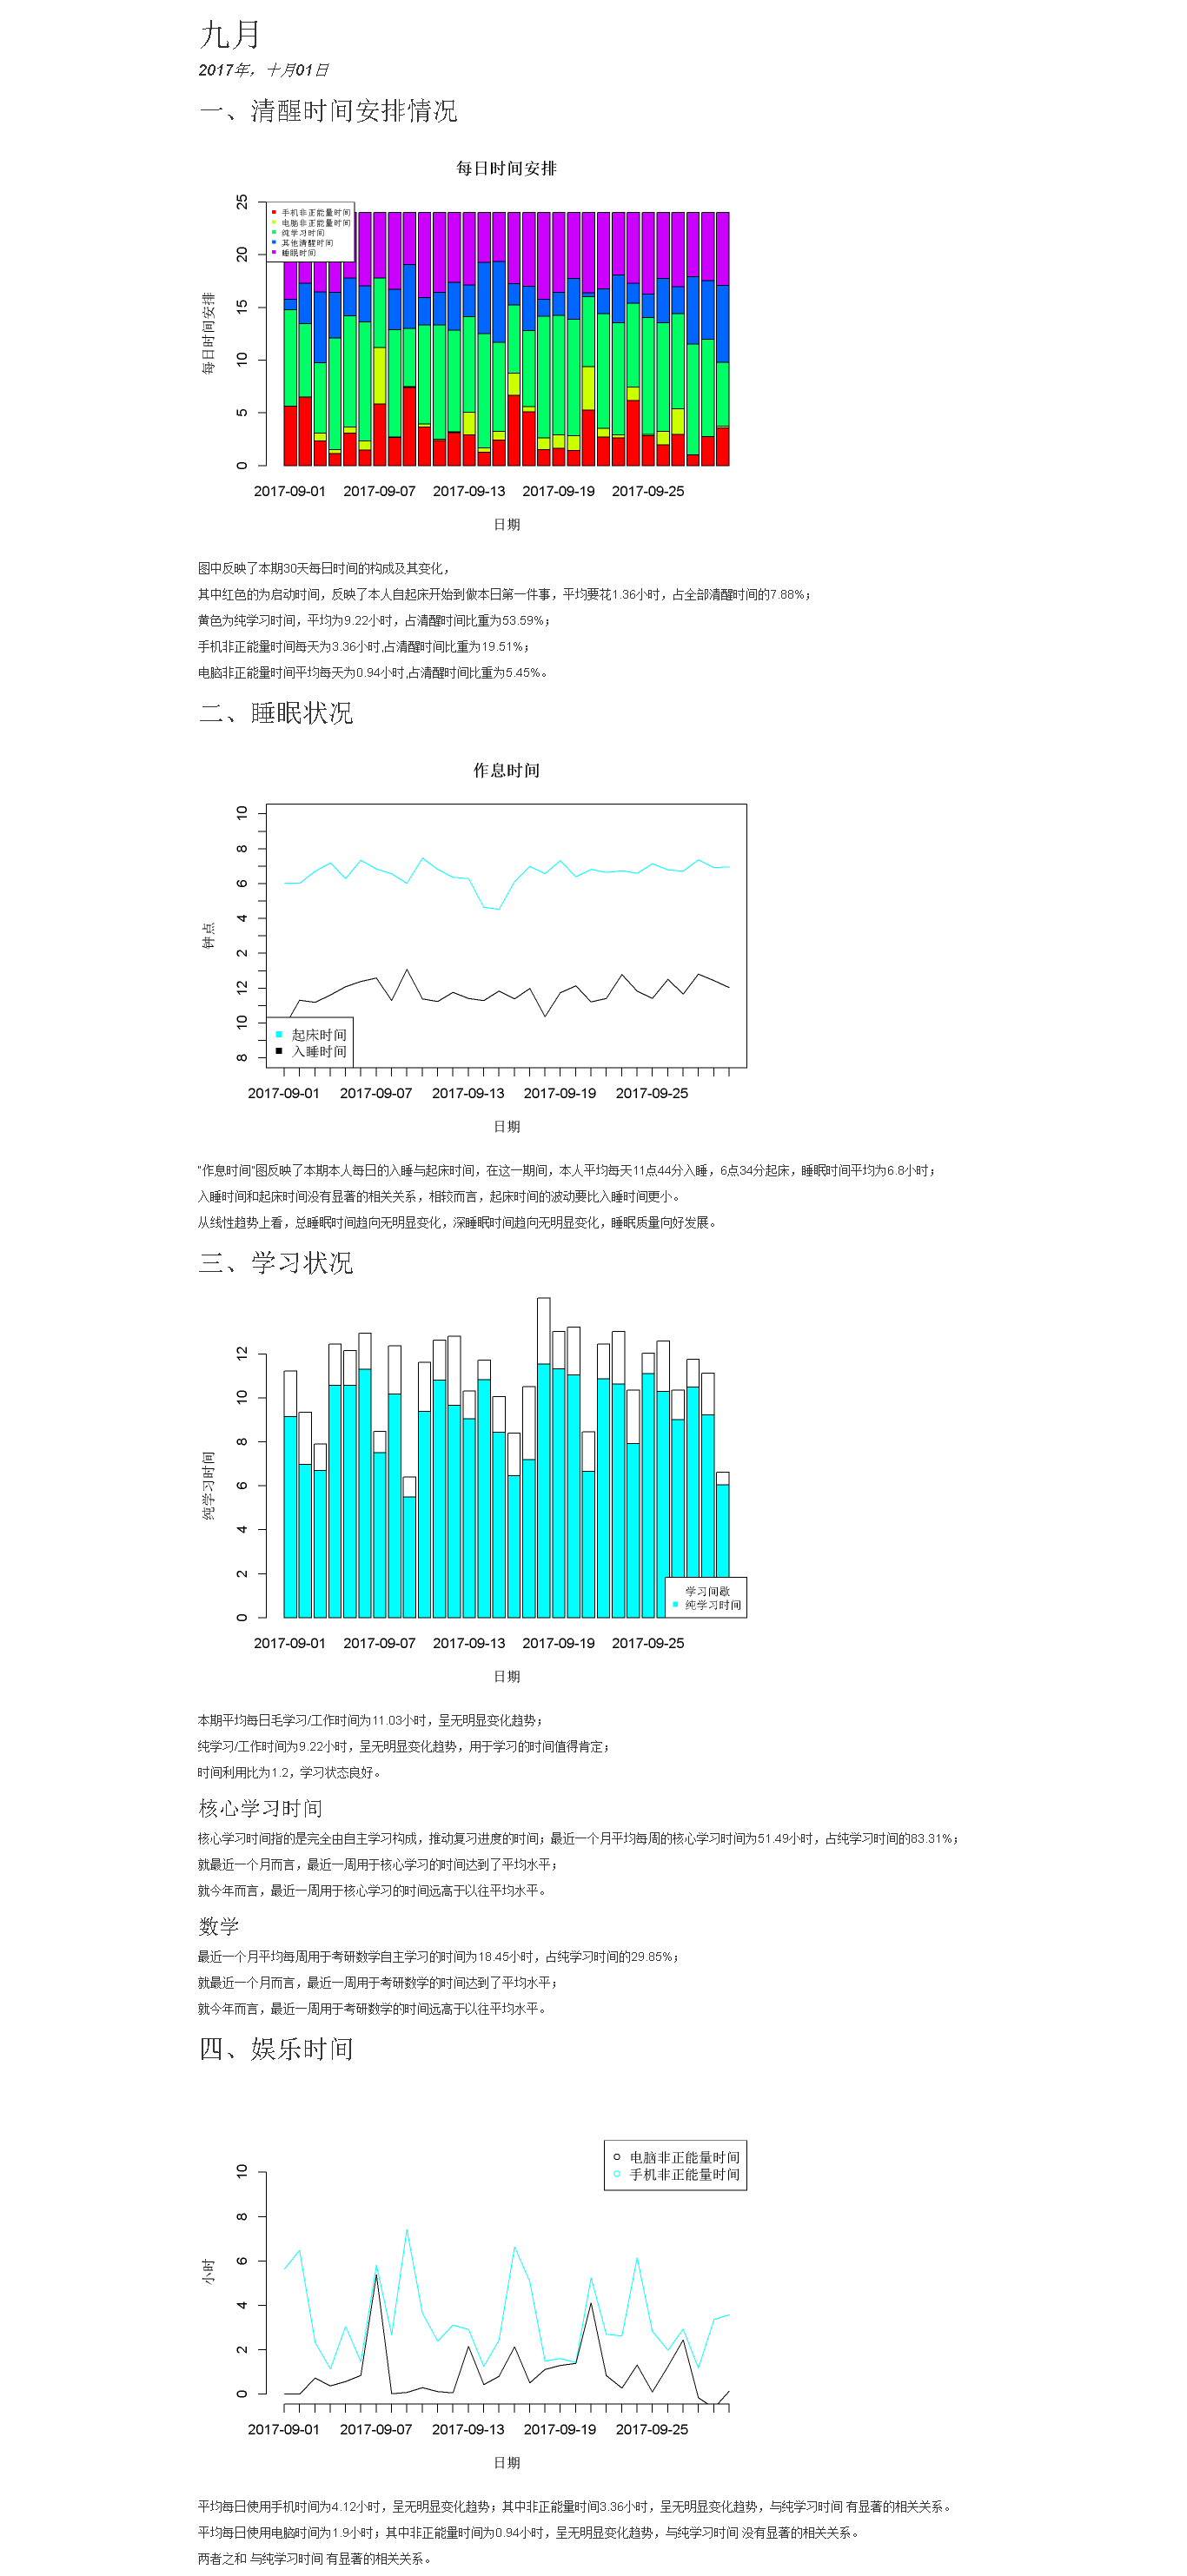 九月
2017年，十月01日
一、清醒时间安排情况
每日时间安排
手机非正能量时间
电脑非正能量时间
纯学习时间
其他清醒时间
睡眠时间
每日时间安排
25
20
15
10
5
0
2017-09-01 2017-09-07 2017-09-13 2017-09-19 2017-09-25
日期
图中反映了本期30天每日时间的构成及其变化，
其中红色的为启动时间，反映了本人自起床开始到做本日第一件事，平均要花1.36小时，占全部清醒时间的7.88%；
黄色为纯学习时间，平均为9.22小时，占清醒时间比重为53.59%；
手机非正能量时间每天为3.36小时,占清醒时间比重为19.51%；
电脑非正能量时间平均每天为0.94小时,占清醒时间比重为5.45%。
二、睡眠状况
作息时间
钟点
10
8
6
4
2
12
10
8
起床时间
入睡时间
2017-09-01 2017-09-07 2017-09-13 2017-09-19 2017-09-25
日期
"作息时间"图反映了本期本人每日的入睡与起床时间，在这一期间，本人平均每天11点44分入睡，6点34分起床，睡眠时间平均为6.8小时；
入睡时间和起床时间没有显著的相关关系，相较而言，起床时间的波动要比入睡时间更小。
从线性趋势上看，总睡眠时间趋向无明显变化，深睡眠时间趋向无明显变化，睡眠质量向好发展。
三、学习状况
纯学习时间
12
10
8
6
4
2
0
学习间歇
纯学习时间
2017-09-01 2017-09-07 2017-09-13 2017-09-19 2017-09-25
日期
本期平均每日毛学习/工作时间为11.03小时，呈无明显变化趋势；
纯学习/工作时间为9.22小时，呈无明显变化趋势，用于学习的时间值得肯定；
时间利用比为1.2，学习状态良好。
核心学习时间
核心学习时间指的是完全由自主学习构成，推动复习进度的时间；最近一个月平均每周的核心学习时间为51.49小时，占纯学习时间的83.31%；
就最近一个月而言，最近一周用于核心学习的时间达到了平均水平；
就今年而言，最近一周用于核心学习的时间远高于以往平均水平。
数学
最近一个月平均每周用于考研数学自主学习的时间为18.45小时，占纯学习时间的29.85%；
就最近一个月而言，最近一周用于考研数学的时间达到了平均水平；
就今年而言，最近一周用于考研数学的时间远高于以往平均水平。
四、娱乐时间
电脑非正能量时间
手机非正能量时间
小时
10
8
6
4
2
0
2017-09-01 2017-09-07 2017-09-13 2017-09-19 2017-09-25
日期
平均每日使用手机时间为4.12小时，呈无明显变化趋势；其中非正能量时间3.36小时，呈无明显变化趋势，与纯学习时间 有显著的相关关系。
平均每日使用电脑时间为1.9小时；其中非正能量时间为0.94小时，呈无明显变化趋势，与纯学习时间 没有显著的相关关系。
两者之和 与纯学习时间 有显著的相关关系。